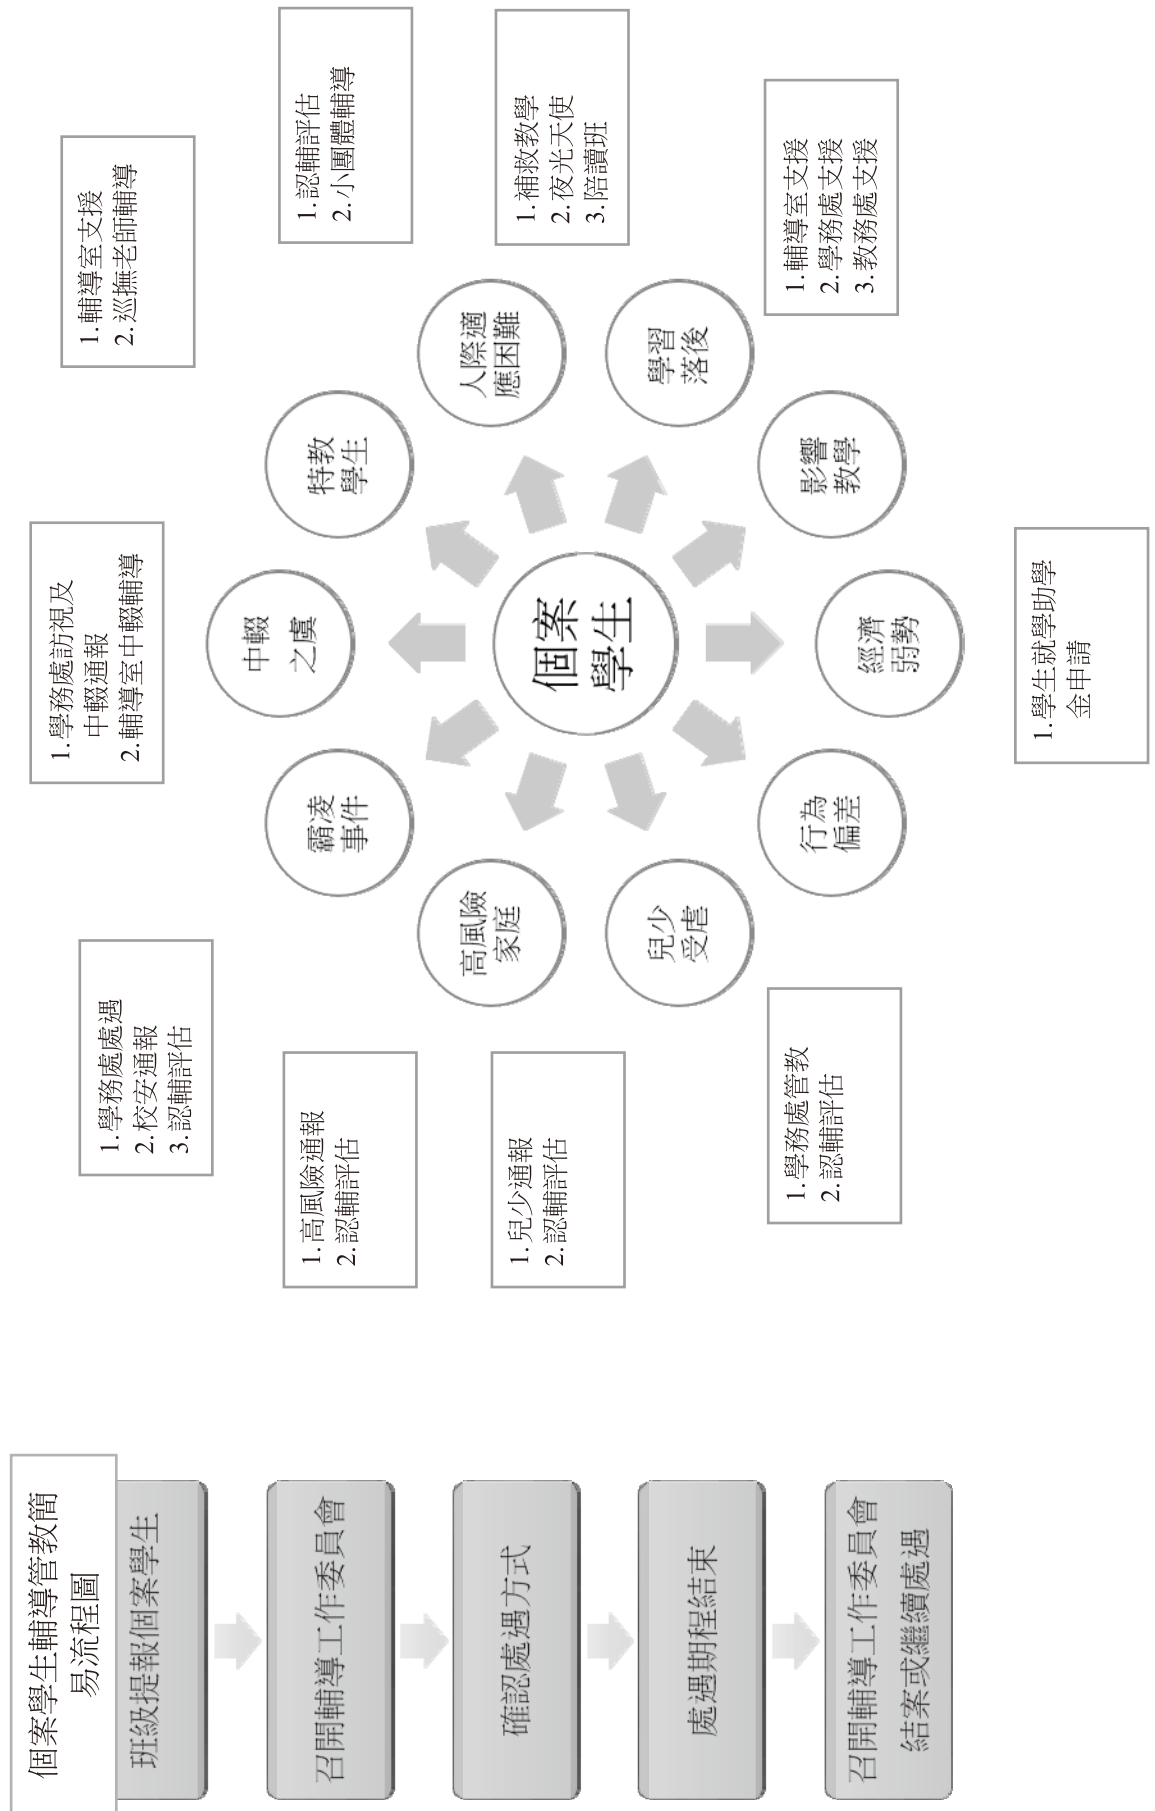 個案學生輔導管教簡
易流程圖
班級提報個案學生
召開輔導工作委員會
確認處遇方式
處遇期程結束
召開輔導工作委員會
結案或繼續處遇
個案
學生
中輟
之虞
1.學務處訪視及
中輟通報
2.輔導室中輟輔導
特教
學生
1.輔導室支援
2.巡撫老師輔導
人際適
應困難
1.認輔評估
2.小團體輔導
學習
落後
1.補救教學
2.夜光天使
3.陪讀班
影響
教學
1.輔導室支援
2.學務處支援
3.教務處支援
經濟
弱勢
1.學生就學助學
金申請
行為
偏差
1.學務處管教
2.認輔評估
兒少
受虐
1.兒少通報
2.認輔評估
高風險
家庭
1.高風險通報
2.認輔評估
霸凌
事件
1.學務處處遇
2.校安通報
3.認輔評估